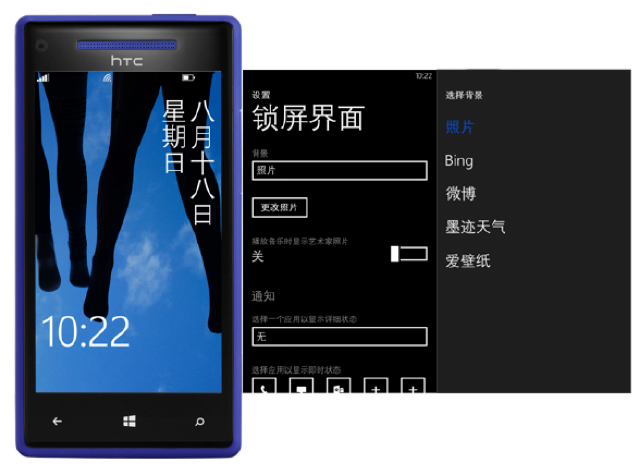 hTC
八月十八日
星期日
10:22
10:22
设置
锁屏界面
背景
照片
更改照片
播放音乐时显示艺术家照片
关
通知
选择一个应用以显示详细状态
无
选择应用以显示即时状态
选择背景
照片
Bing
微博
墨迹天气
爱壁纸